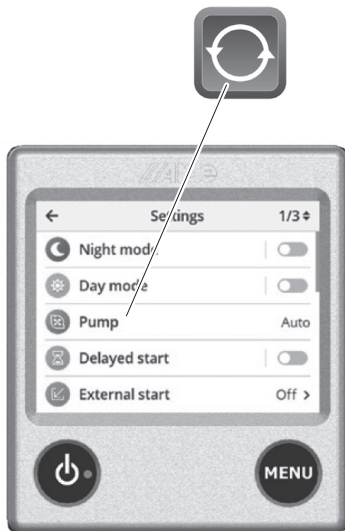 Settings 1/3
Night mode
Day mode
Pump Auto
Delayed start
External start Off >
MENU